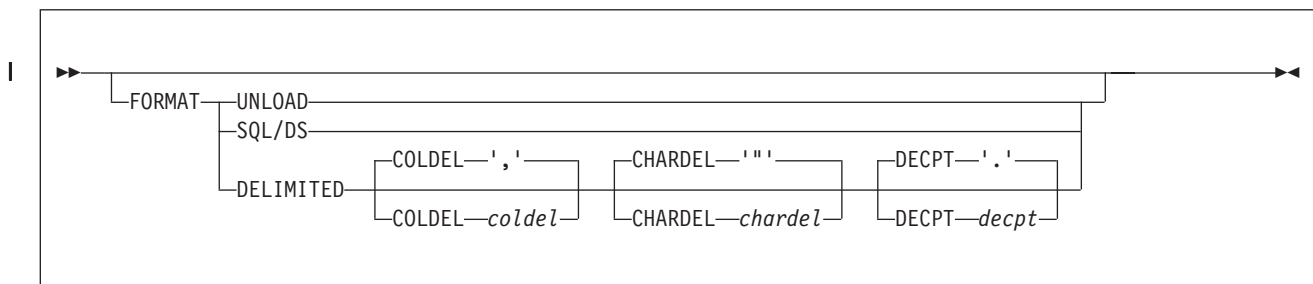 FORMAT UNLOAD
SQL/DS
COLDEL ',' CHARDEL '"' DECPT '.'
DELIMITED
COLDEL coldel CHARDEL chardel DECPT decpt